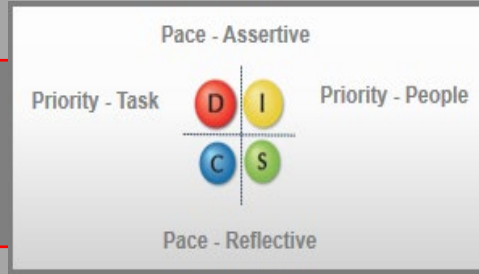 Pace - Assertive
Priority - Task
D I
Priority - People
C S
Pace - Reflective